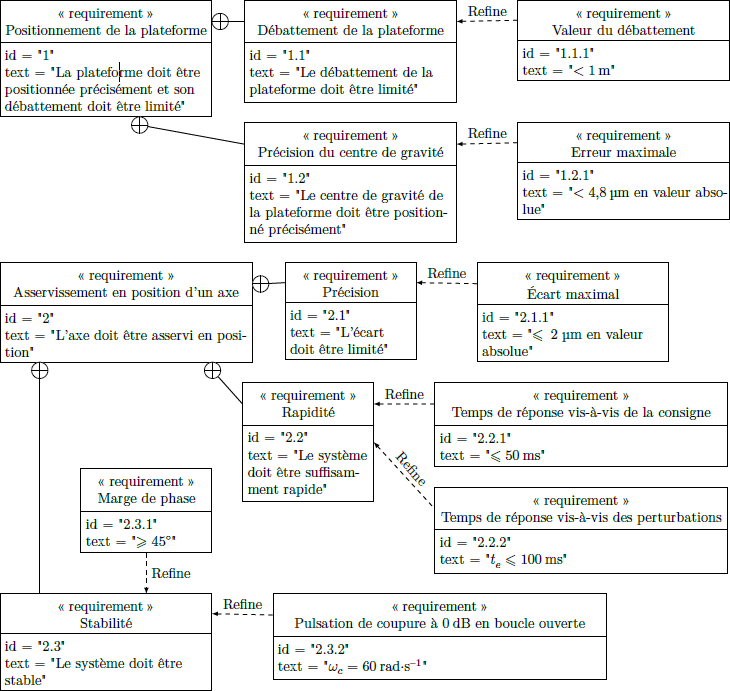 « requirement »
Positionnement de la plateforme
id = "1"
text = "La plateforme doit être
positionnée précisément et son
débattement doit être limité"
« requirement »
Débattement de la plateforme
id = "1.1"
text = "Le débattement de la
plateforme doit être limité"
Refine
« requirement »
Valeur du débattement
id = "1.1.1"
text = "< 1 m"
« requirement »
Précision du centre de gravité
id = "1.2"
text = "Le centre de gravité de
la plateforme doit être position-
né précisément"
Refine
« requirement »
Erreur maximale
id = "1.2.1"
text = "< 4,8 µm en valeur abso-
lue"
« requirement »
Asservissement en position d'un axe
id = "2"
text = "L'axe doit être asservi en posi-
tion"
« requirement »
Précision
id = "2.1"
text = "L'écart
doit être limité"
Refine
« requirement »
Écart maximal
id = "2.1.1"
text = "⩽ 2 µm en valeur
absolue"
« requirement »
Rapidité
id = "2.2"
text = "Le système
doit être suffisam-
ment rapide"
Refine
« requirement »
Temps de réponse vis-à-vis de la consigne
id = "2.2.1"
text = "⩽ 50 ms"
Refine
« requirement »
Temps de réponse vis-à-vis des perturbations
id = "2.2.2"
text = "tₑ ⩽ 100 ms"
« requirement »
Marge de phase
id = "2.3.1"
text = "⩾ 45°"
Refine
« requirement »
Stabilité
id = "2.3"
text = "Le système doit être
stable"
Refine
« requirement »
Pulsation de coupure à 0 dB en boucle ouverte
id = "2.3.2"
text = "ω_c = 60 rad·s⁻¹"